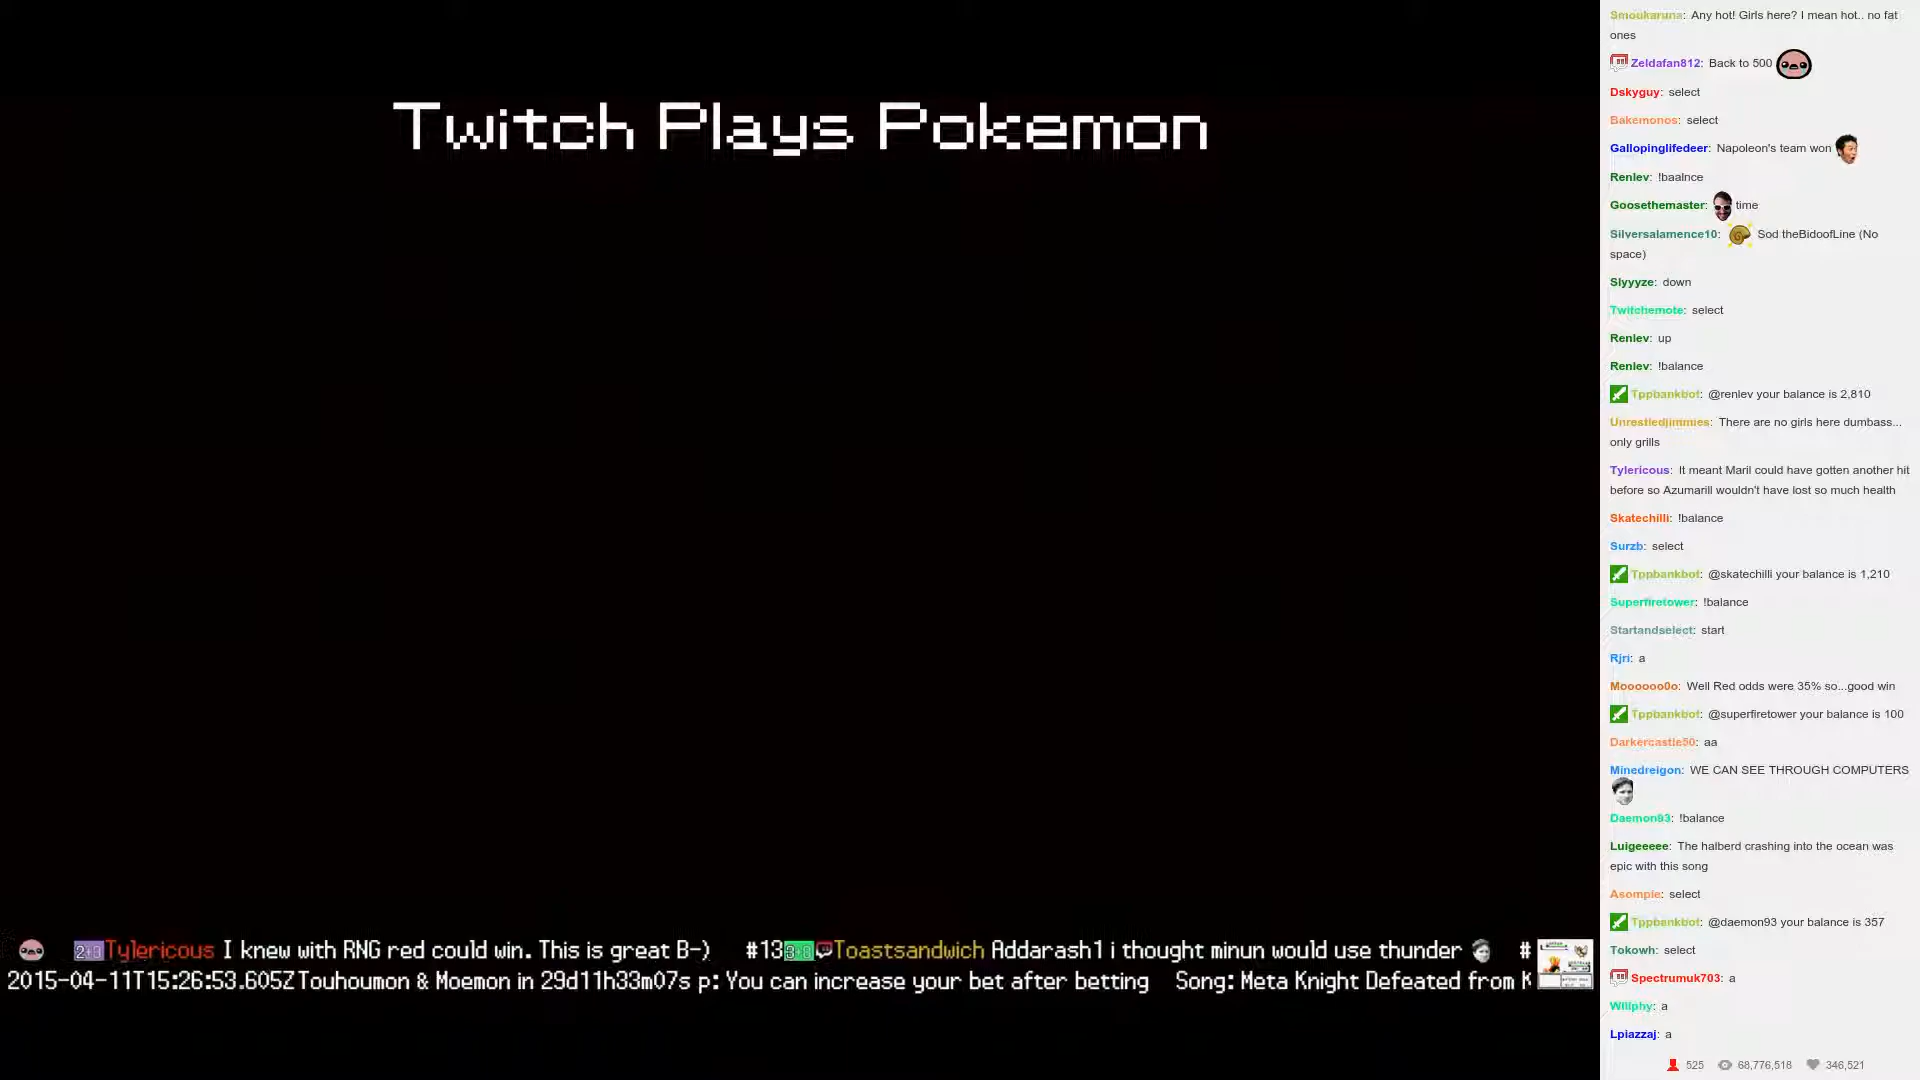 Twitch Plays Pokemon
2+3 Tylericous I knew with RNG red could win. This is great B-) #13 3+8 Toastsandwich Addarash1 i thought minun would use thunder #
2015-04-11T15:26:53.605Z Touhoumon & Moemon in 29d11h33m07s p: You can increase your bet after betting Song: Meta Knight Defeated from K
Smoukaruna: Any hot! Girls here? I mean hot.. no fat
ones
Zeldafan812: Back to 500
Dskyguy: select
Bakemonos: select
Gallopinglifedeer: Napoleon's team won
Renlev: !baalnce
Goosethemaster: time
Silversalamence10: Sod theBidoofLine (No
space)
Slyyyze: down
Twitchemote: select
Renlev: up
Renlev: !balance
Tppbankbot: @renlev your balance is 2,810
Unrestledjimmies: There are no girls here dumbass...
only grills
Tylericous: It meant Maril could have gotten another hit
before so Azumarill wouldn't have lost so much health
Skatechilli: !balance
Surzb: select
Tppbankbot: @skatechilli your balance is 1,210
Superfiretower: !balance
Startandselect: start
Rjri: a
Moooooo0o: Well Red odds were 35% so...good win
Tppbankbot: @superfiretower your balance is 100
Darkercastle50: aa
Minedreigon: WE CAN SEE THROUGH COMPUTERS
Daemon93: !balance
Luigeeeee: The halberd crashing into the ocean was
epic with this song
Asomple: select
Tppbankbot: @daemon93 your balance is 357
Tokowh: select
Spectrumuk703: a
Willphy: a
Lpiazzaj: a
525 68,776,518 346,521